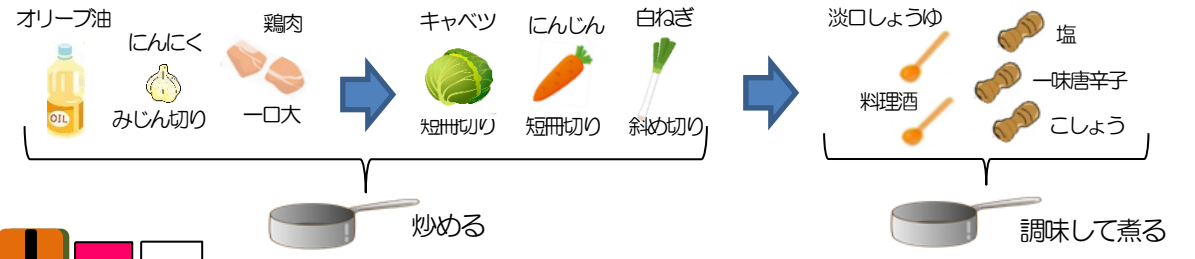 オリーブ油
にんにく
みじん切り
鶏肉
一口大
キャベツ
短冊切り
にんじん
短冊切り
白ねぎ
斜め切り
OIL
炒める
淡口しょうゆ
料理酒
塩
一味唐辛子
こしょう
調味して煮る